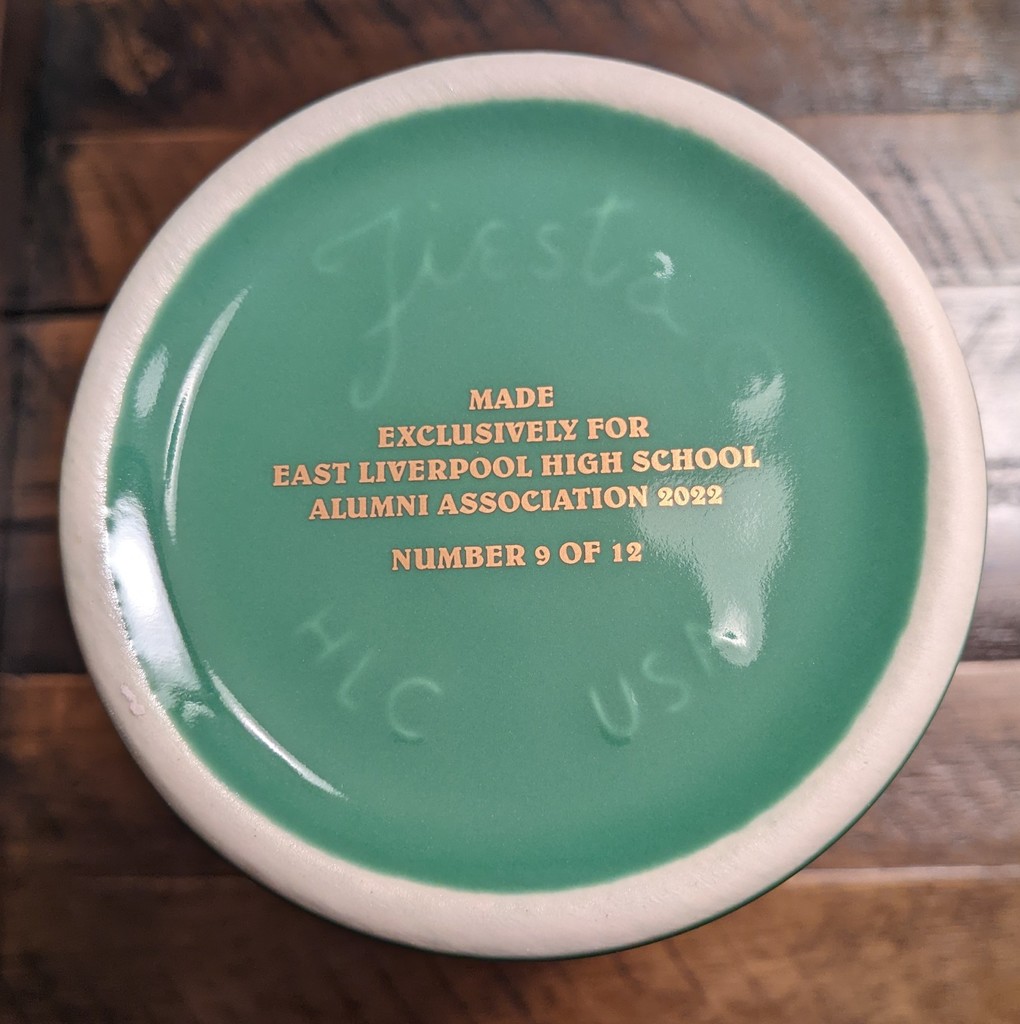 Fiesta
MADE
EXCLUSIVELY FOR
EAST LIVERPOOL HIGH SCHOOL
ALUMNI ASSOCIATION 2022
NUMBER 9 OF 12
HLC USA